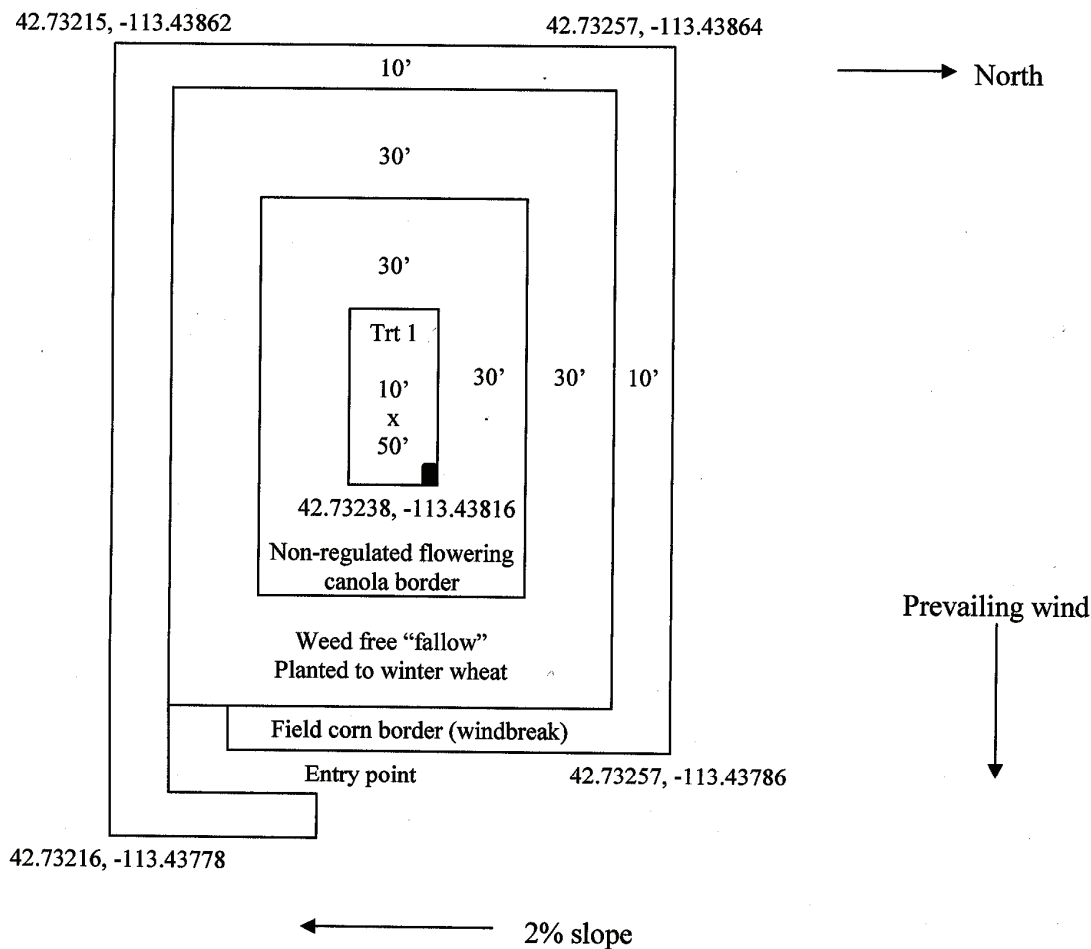 42.73215, -113.43862
42.73257, -113.43864
10’
North
30’
30’
Trt 1
10’
x
50’
30’
30’
10’
42.73238, -113.43816
Non-regulated flowering
canola border
Prevailing wind
Weed free “fallow”
Planted to winter wheat
Field corn border (windbreak)
Entry point
42.73257, -113.43786
42.73216, -113.43778
2% slope